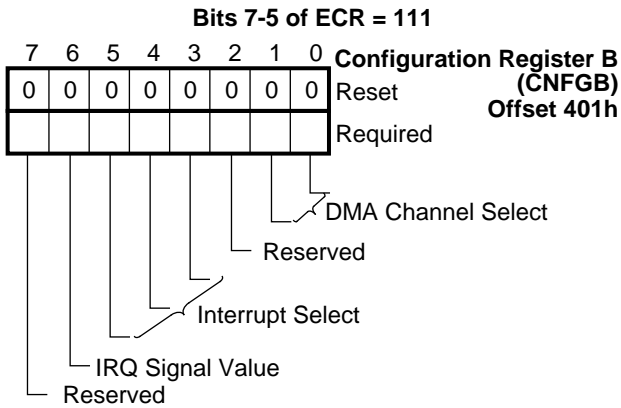 Bits 7-5 of ECR = 111
7 6 5 4 3 2 1 0 Configuration Register B
(CNFGB)
Offset 401h
0 0 0 0 0 0 0 0 Reset
Required
DMA Channel Select
Reserved
Interrupt Select
IRQ Signal Value
Reserved